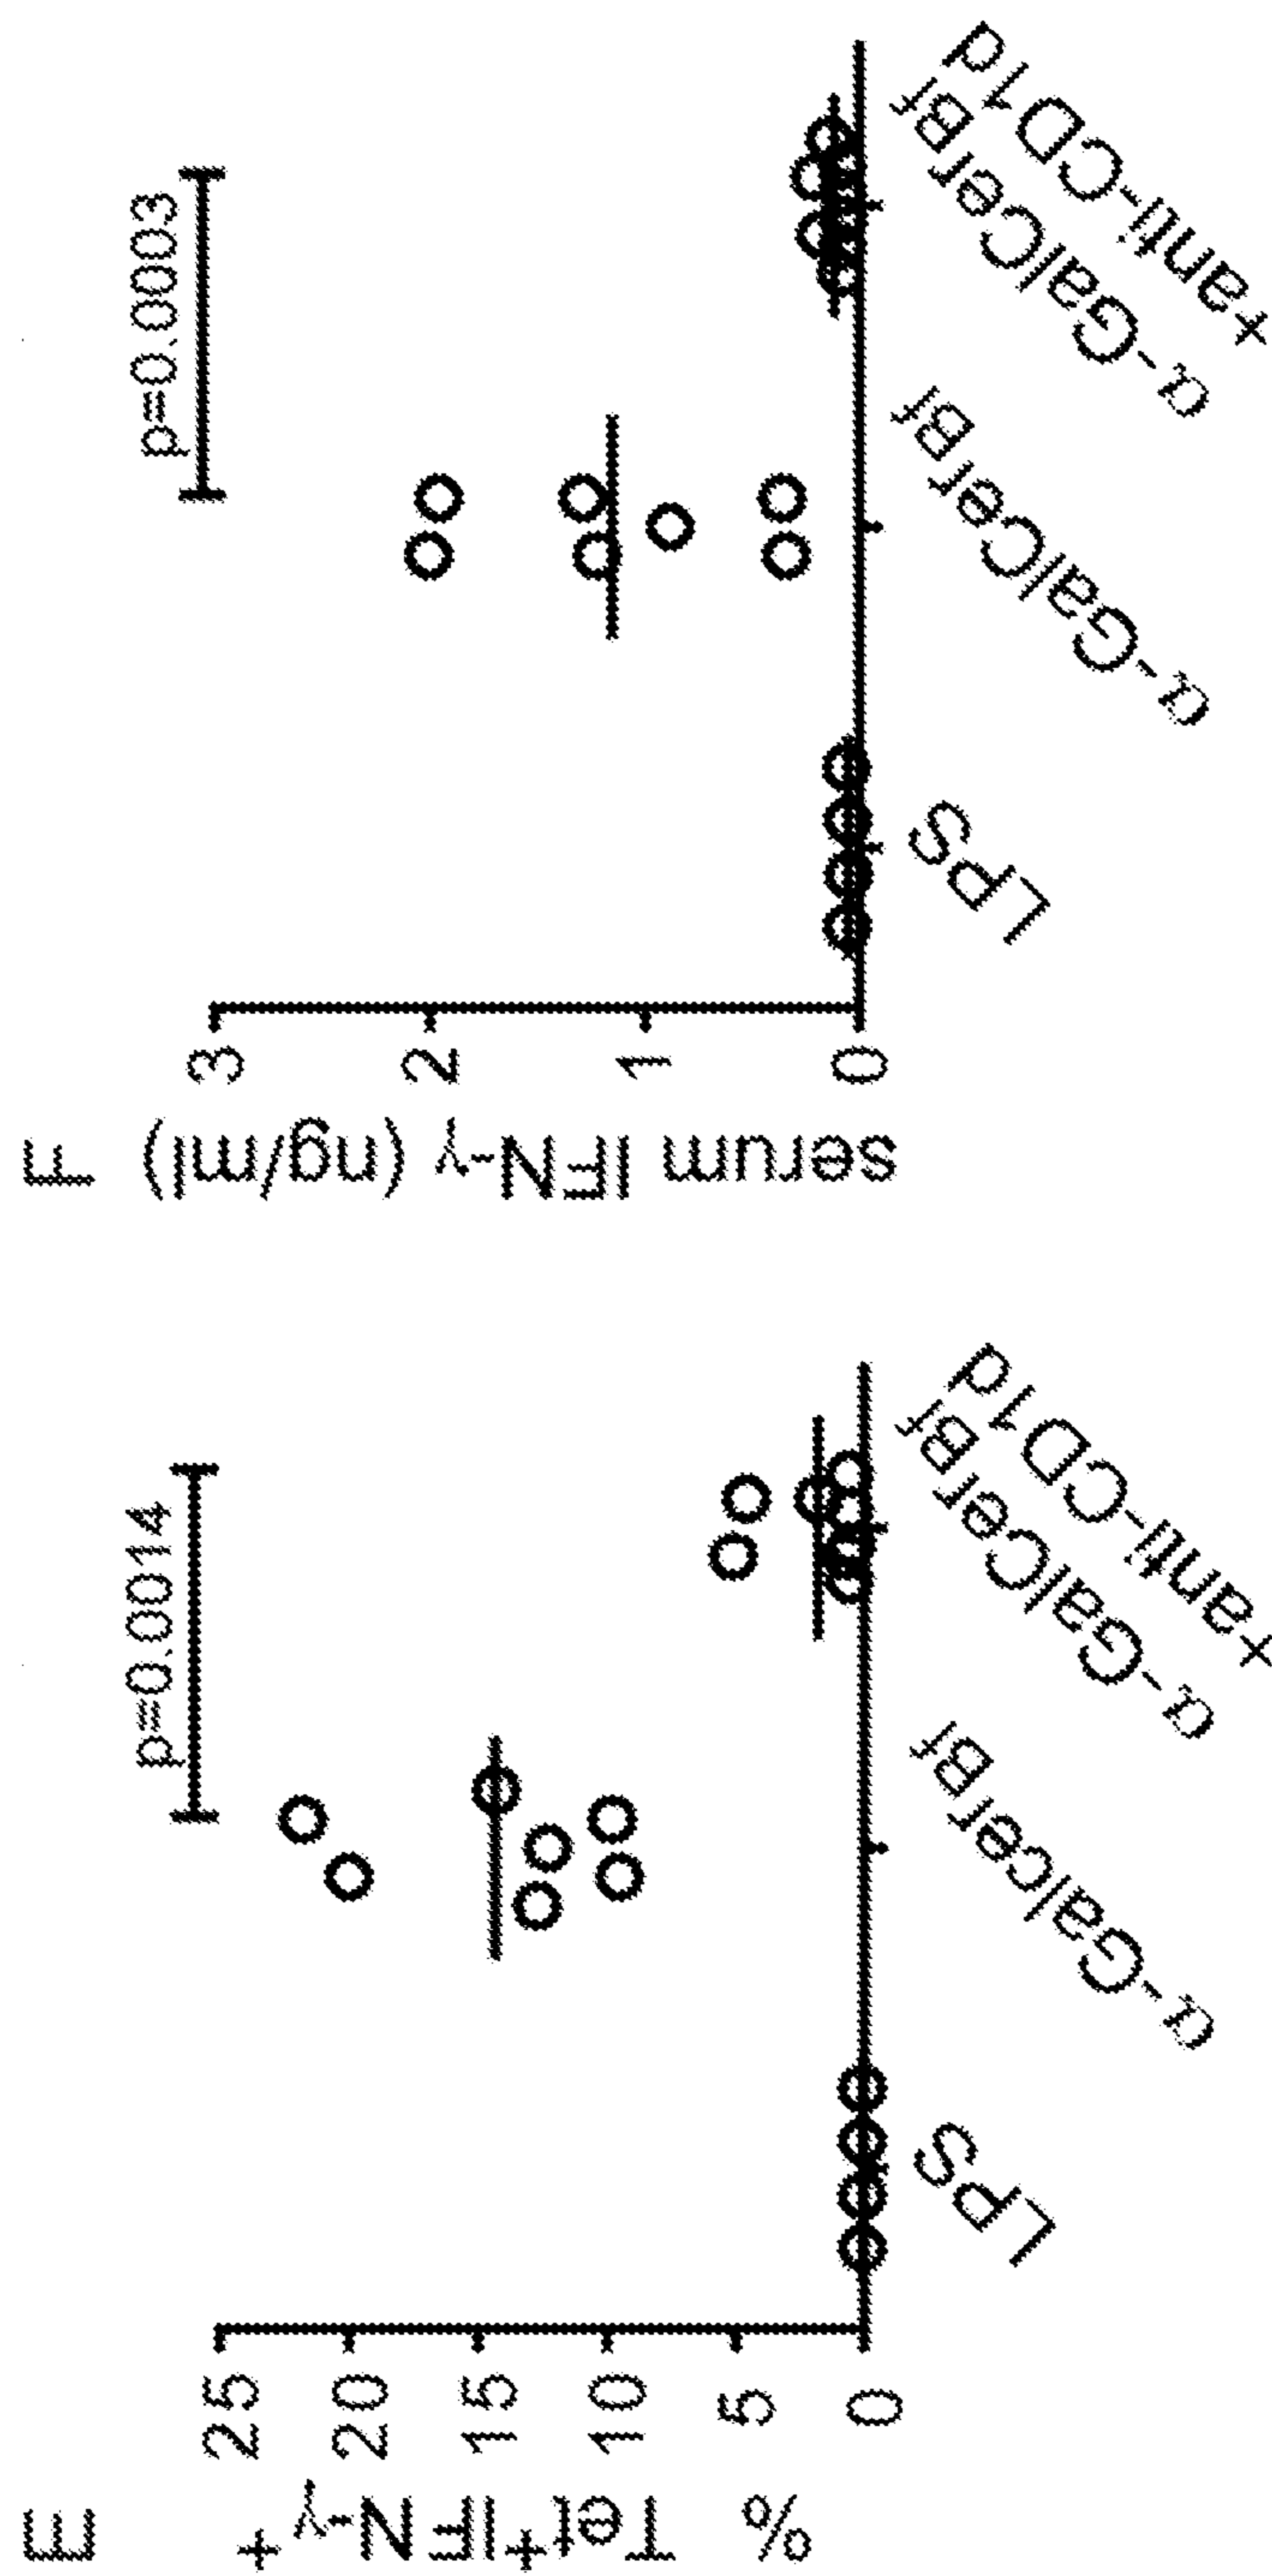 E
% Tet⁺IFN-γ⁺
25
20
15
10
5
0
p=0.0014
LPS
α-GalcerBf
α-GalCerBf
+anti-CD1d
F
serum IFN-γ (ng/ml)
3
2
1
0
p=0.0003
LPS
α-GalCerBf
α-GalCerBf
+anti-CD1d